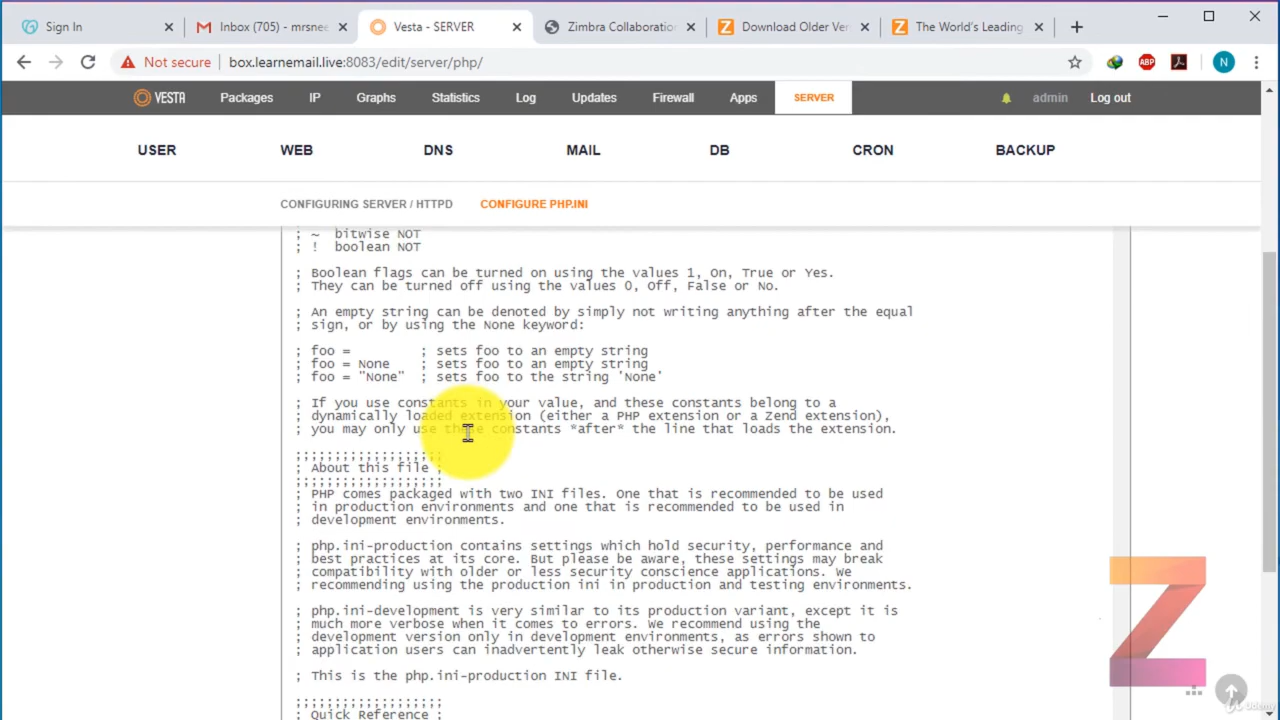 Sign In
Inbox (705) - mrsnee
Vesta - SERVER
Zimbra Collaboration
Download Older Ver
The World's Leading
Not secure
box.learnemail.live:8083/edit/server/php/
ABP
N
VESTA
Packages
IP
Graphs
Statistics
Log
Updates
Firewall
Apps
SERVER
admin
Log out
USER
WEB
DNS
MAIL
DB
CRON
BACKUP
CONFIGURING SERVER / HTTPD
CONFIGURE PHP.INI
; ~ bitwise NOT
; ! boolean NOT
; Boolean flags can be turned on using the values 1, On, True or Yes.
; They can be turned off using the values 0, Off, False or No.
; An empty string can be denoted by simply not writing anything after the equal
; sign, or by using the None keyword:
; foo = ; sets foo to an empty string
; foo = None ; sets foo to an empty string
; foo = "None" ; sets foo to the string 'None'
; If you use constants in your value, and these constants belong to a
; dynamically loaded extension (either a PHP extension or a Zend extension),
; you may only use these constants *after* the line that loads the extension.
;;;;;;;;;;;;;;;;;;;
; About this file ;
;;;;;;;;;;;;;;;;;;;
; PHP comes packaged with two INI files. One that is recommended to be used
; in production environments and one that is recommended to be used in
; development environments.
; php.ini-production contains settings which hold security, performance and
; best practices at its core. But please be aware, these settings may break
; compatibility with older or less security conscience applications. We
; recommending using the production ini in production and testing environments.
; php.ini-development is very similar to its production variant, except it is
; much more verbose when it comes to errors. We recommend using the
; development version only in development environments, as errors shown to
; application users can inadvertently leak otherwise secure information.
; This is the php.ini-production INI file.
;;;;;;;;;;;;;;;;;;;
; Quick Reference ;
Udemy